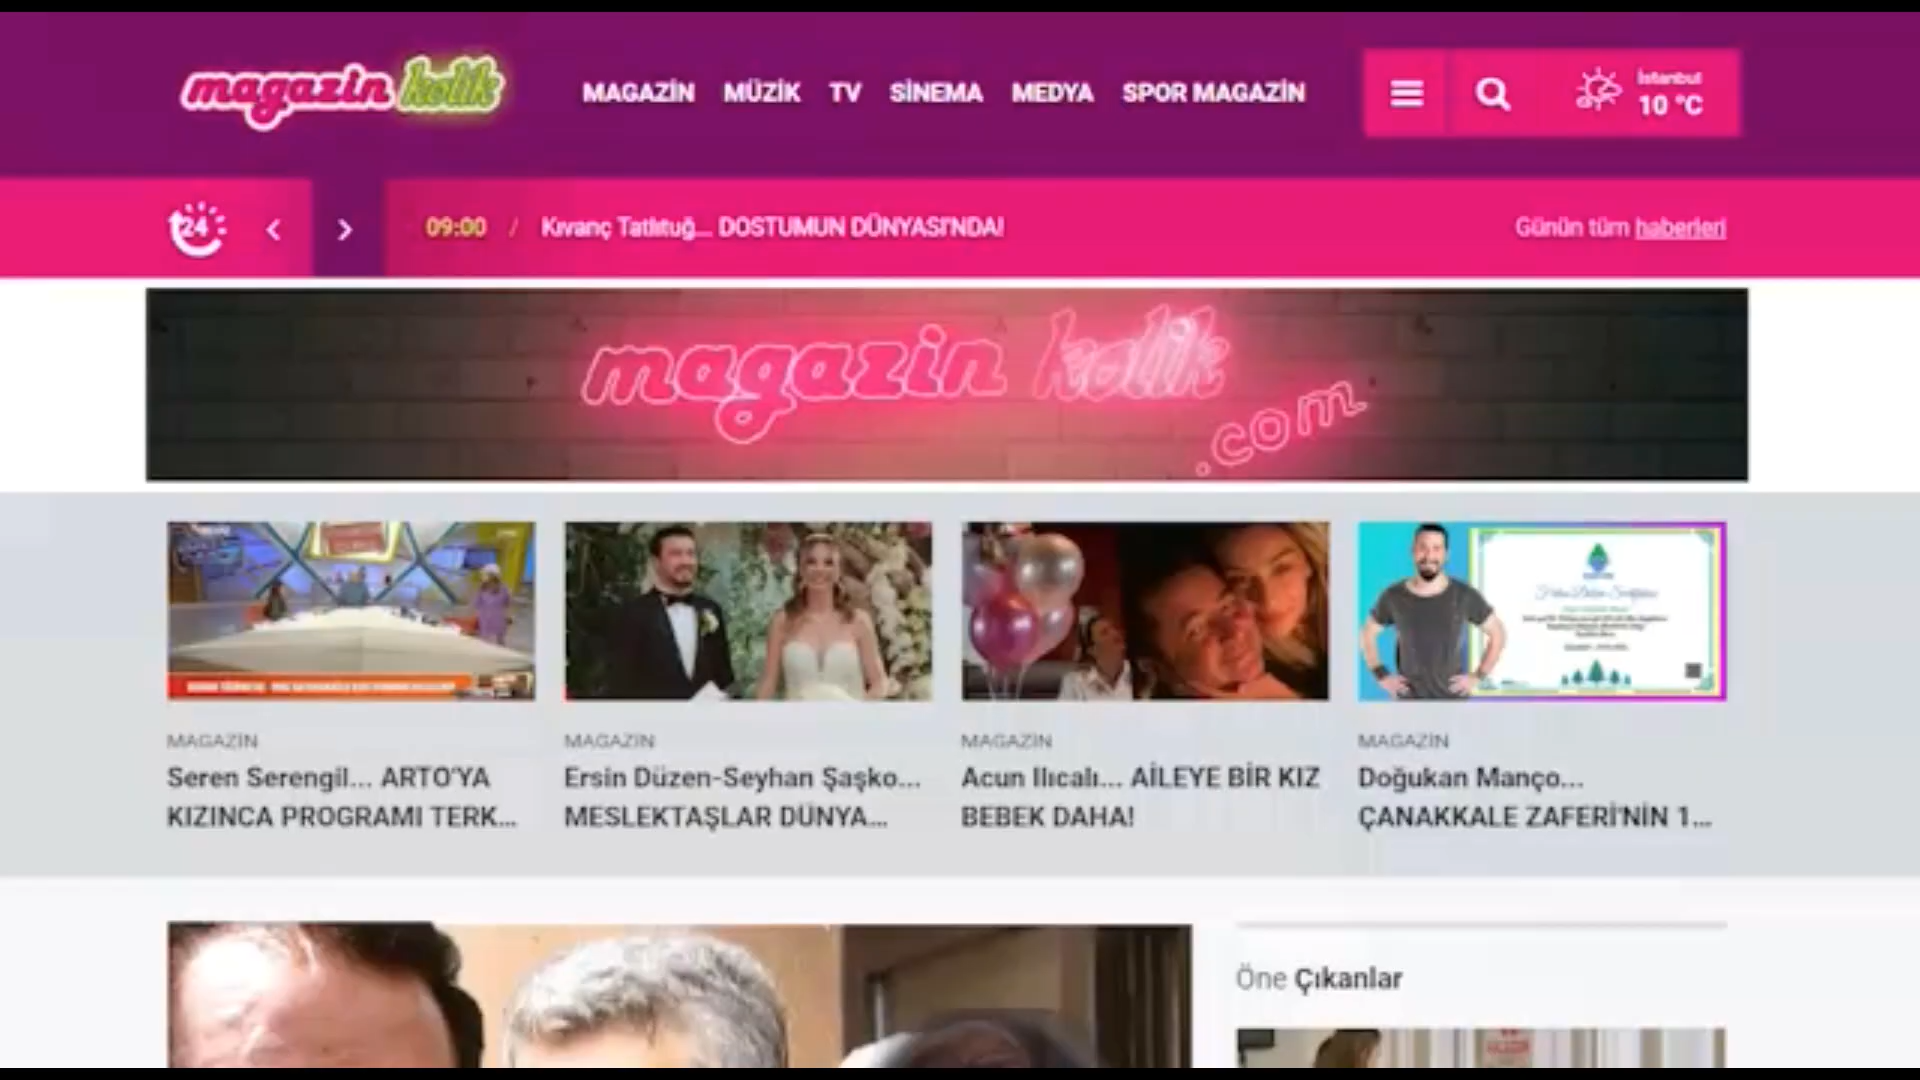 magazin kolik
MAGAZİN MÜZİK TV SİNEMA MEDYA SPOR MAGAZİN
İstanbul
10 °C
24
09:00 / Kıvanç Tatlıtuğ... DOSTUMUN DÜNYASI'NDA!
Günün tüm haberleri
magazin kolik
.com
MAGAZİN
Seren Serengil... ARTO'YA
KIZINCA PROGRAMI TERK...
MAGAZİN
Ersin Düzen-Seyhan Şaşko...
MESLEKTAŞLAR DÜNYA...
MAGAZİN
Acun Ilıcalı... AİLEYE BİR KIZ
BEBEK DAHA!
MAGAZİN
Doğukan Manço...
ÇANAKKALE ZAFERİ'NİN 1...
Öne Çıkanlar